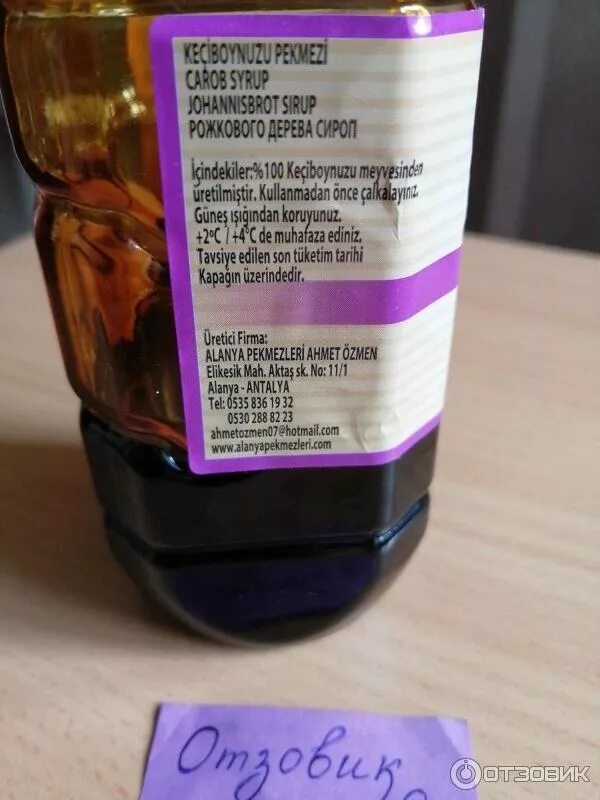 KEÇİBOYNUZU PEKMEZİ
CAROB SYRUP
JOHANNISBROT SIRUP
РОЖКОВОГО ДЕРЕВА СИРОП
İçindekiler:%100 Keçiboynuzu meyvesinden
üretilmiştir. Kullanmadan önce çalkalayınız.
Güneş ışığından koruyunuz.
+2ºC / +4ºC de muhafaza ediniz.
Tavsiye edilen son tüketim tarihi
Kapağın üzerindedir.
Üretici Firma:
ALANYA PEKMEZLERİ AHMET ÖZMEN
Elikesik Mah. Aktaş sk. No: 11/1
Alanya - ANTALYA
Tel: 0535 836 19 32
0530 288 82 23
ahmetozmen07@hotmail.com
www.alanyapekmezleri.com
Отзовик
ОТЗОВИК